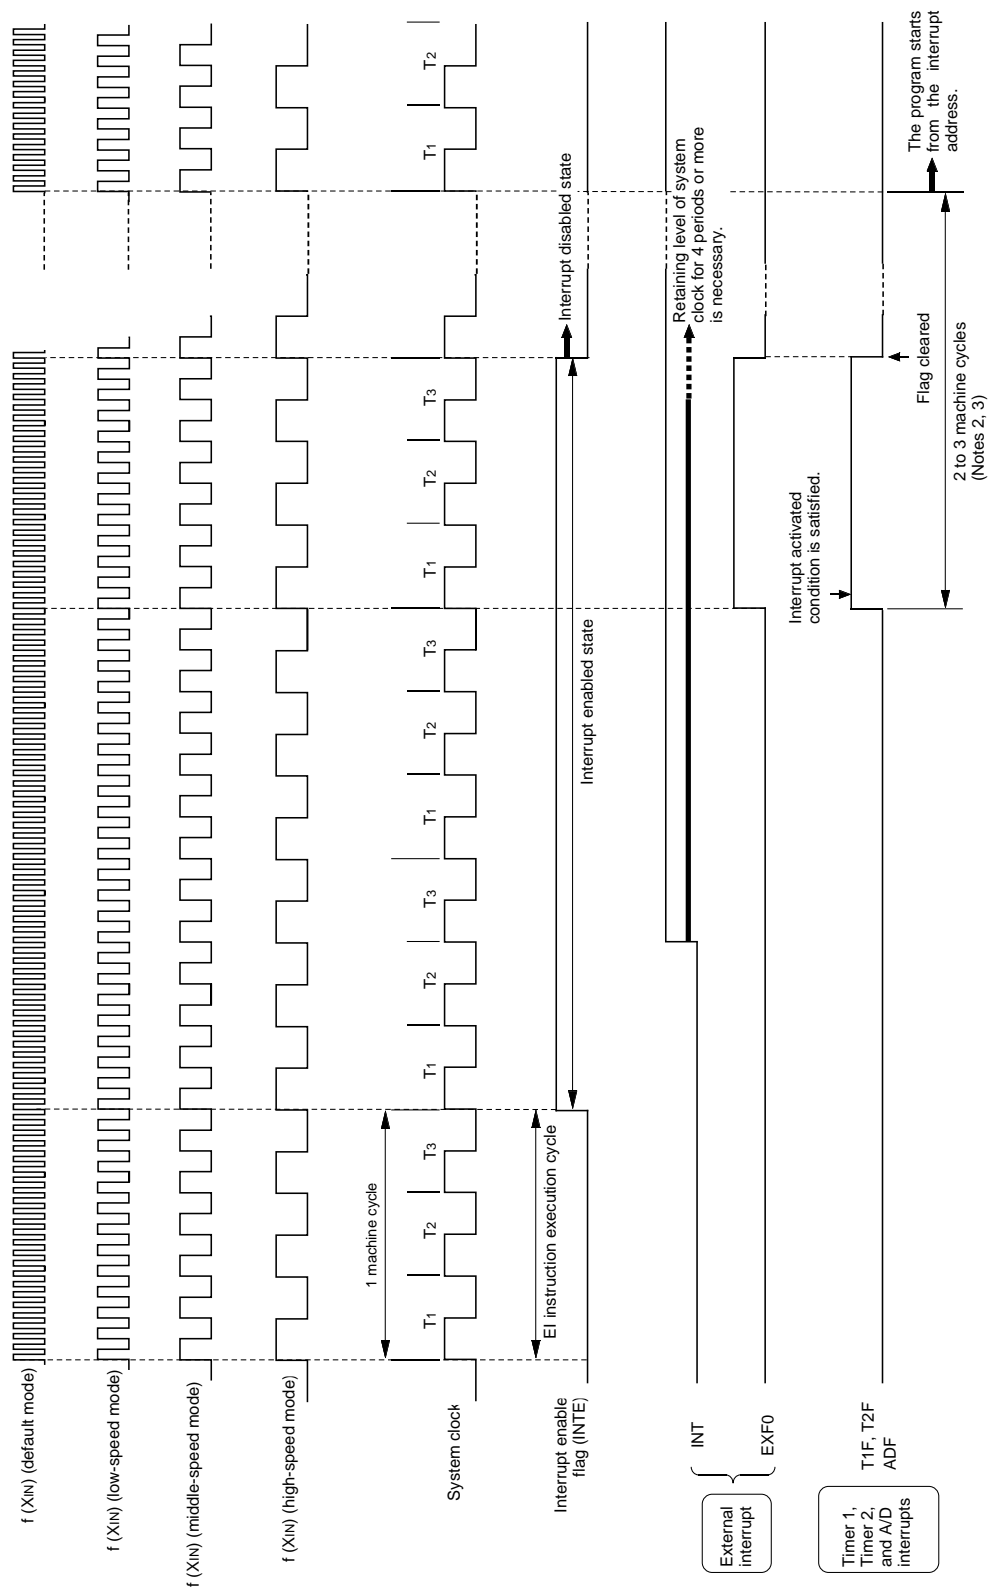 f (XIN) (default mode)
f (XIN) (low-speed mode)
f (XIN) (middle-speed mode)
f (XIN) (high-speed mode)
1 machine cycle
System clock
T1
T2
T3
T1
T2
T3
T1
T2
T3
T1
T2
T3
T1
T2
EI instruction execution cycle
Interrupt enable
flag (INTE)
Interrupt enabled state
Interrupt disabled state
External
interrupt
INT
EXF0
Retaining level of system
clock for 4 periods or more
is necessary.
Timer 1,
Timer 2,
and A/D
interrupts
T1F, T2F
ADF
Interrupt activated
condition is satisfied.
Flag cleared
2 to 3 machine cycles
(Notes 2, 3)
The program starts
from the interrupt
address.